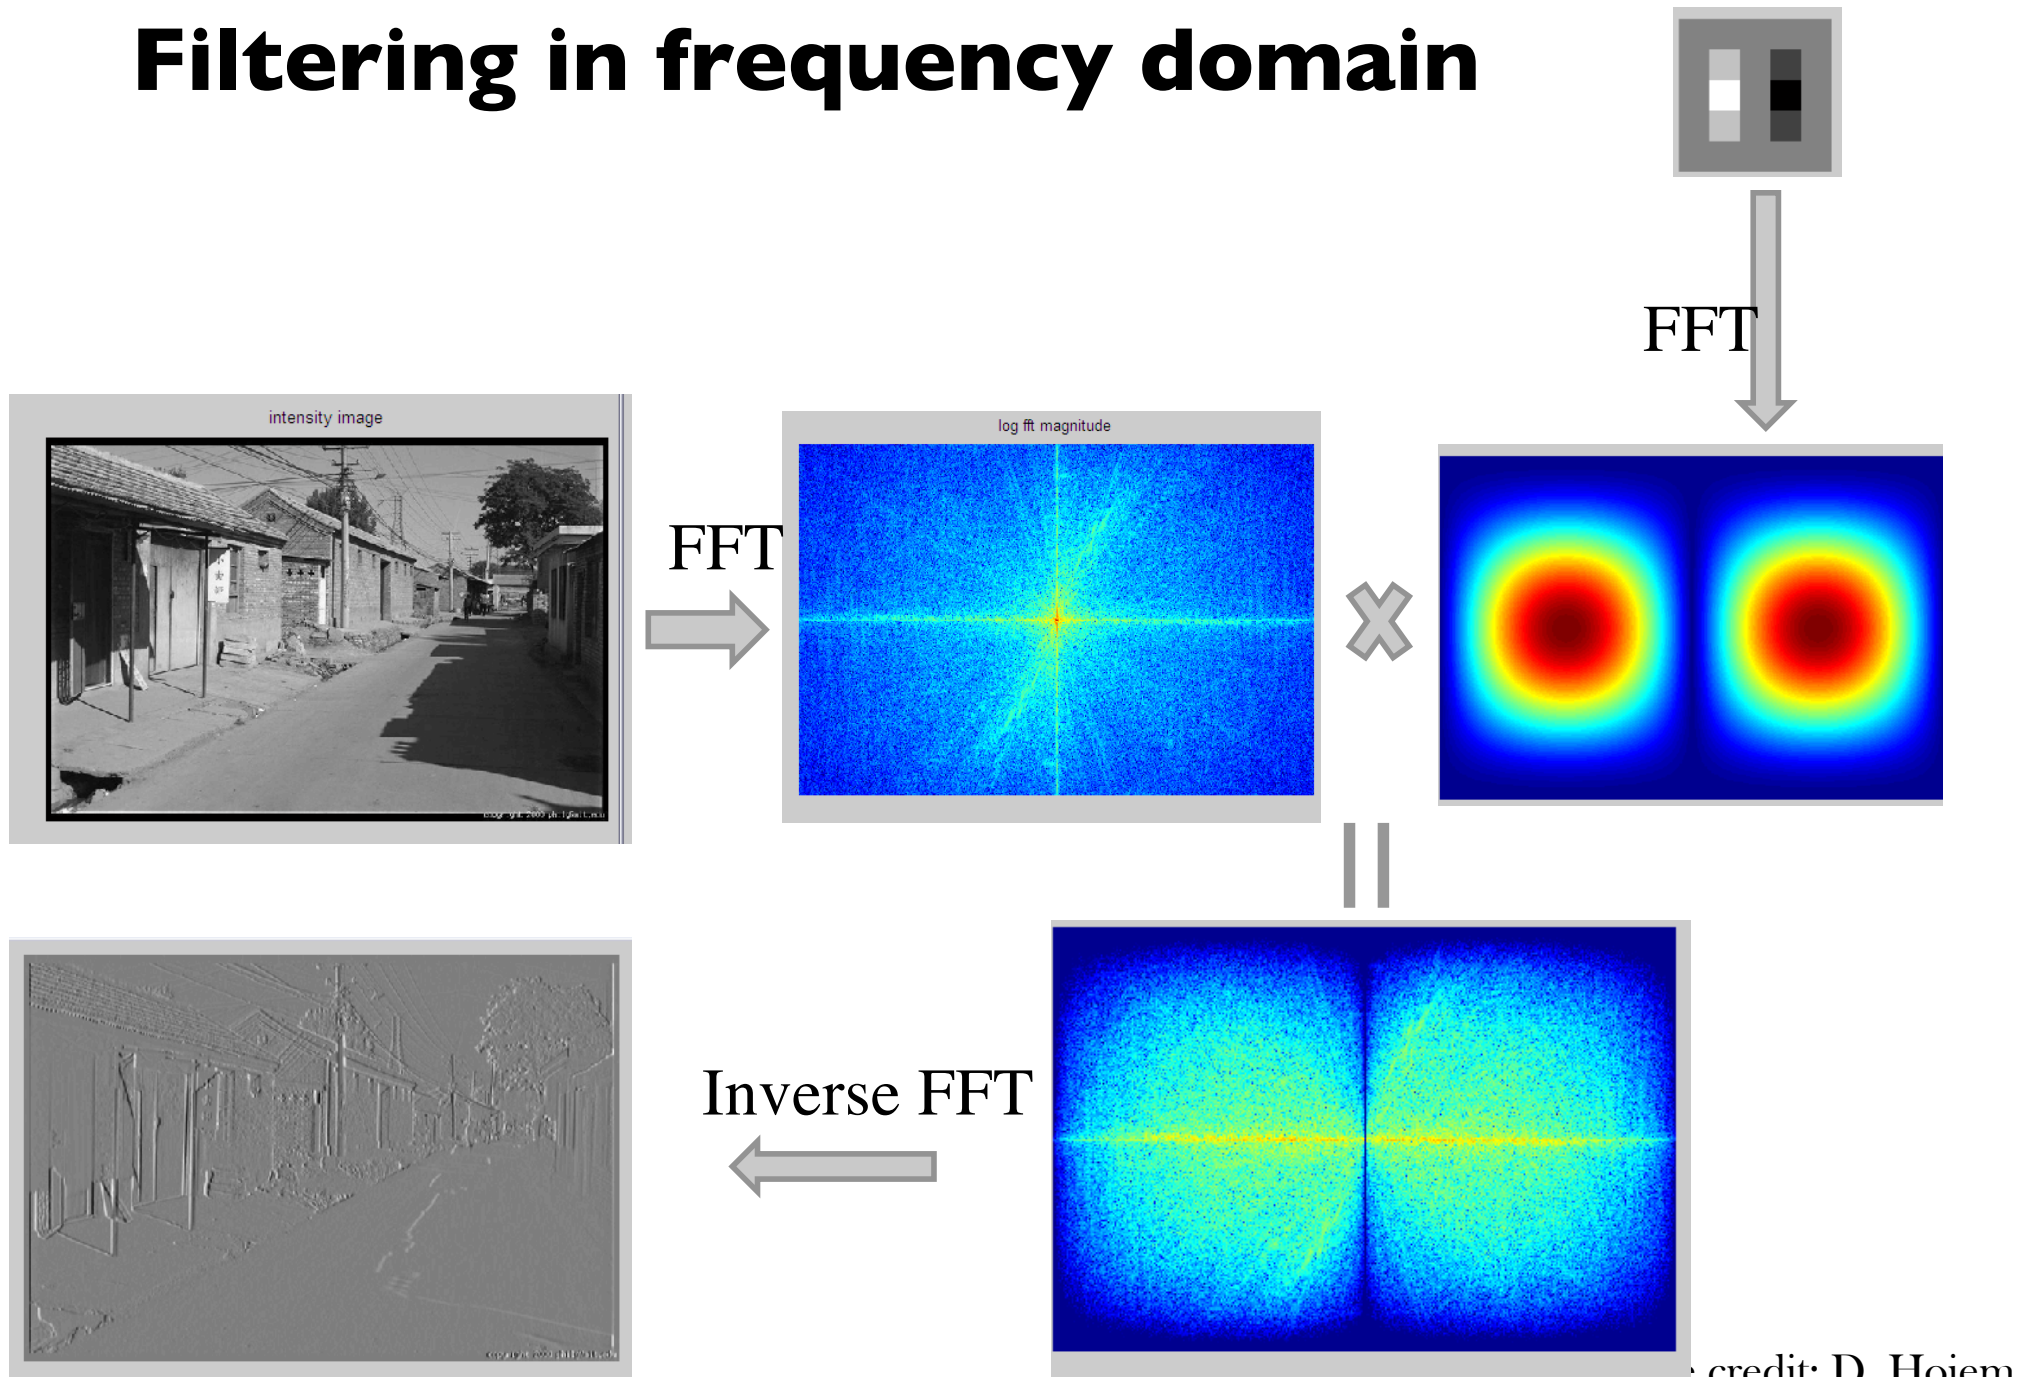 Filtering in frequency domain
FFT
intensity image
log fft magnitude
FFT
Inverse FFT
credit: D. Hoiem